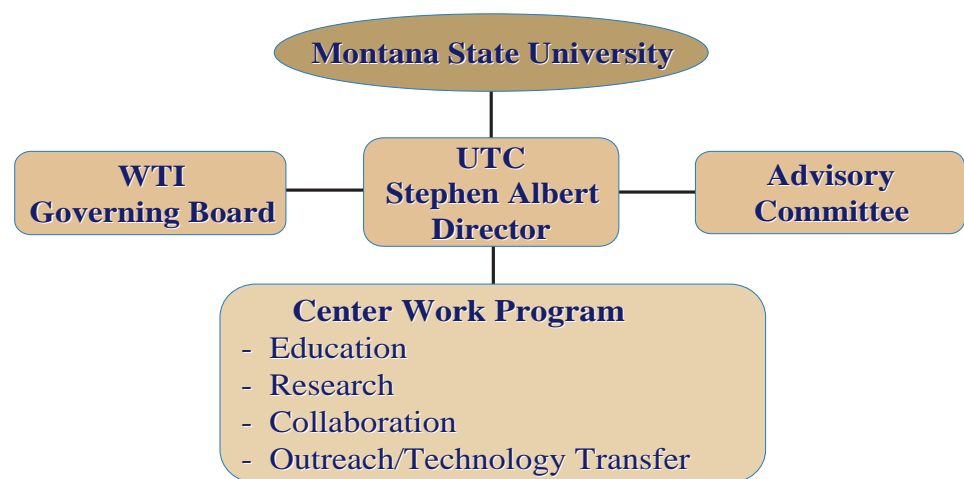 Montana State University
WTI
Governing Board
UTC
Stephen Albert
Director
Advisory
Committee
Center Work Program
- Education
- Research
- Collaboration
- Outreach/Technology Transfer